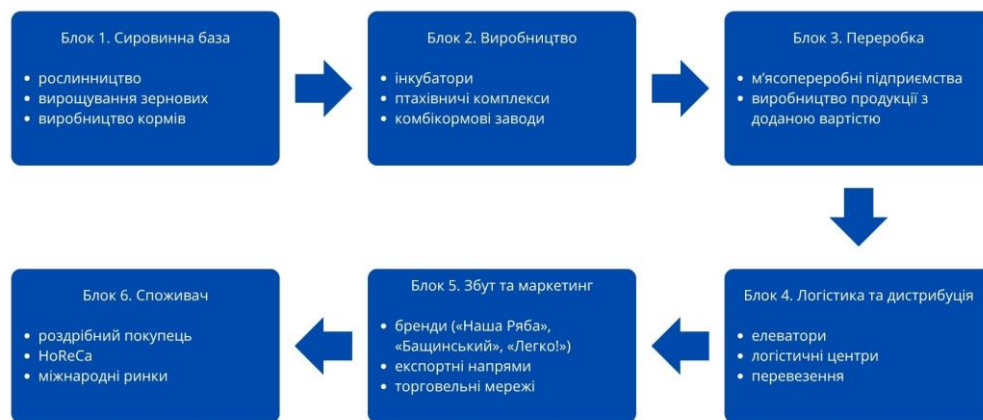 Блок 1. Сировинна база
• рослинництво
• вирощування зернових
• виробництво кормів
Блок 2. Виробництво
• інкубатори
• птахівничі комплекси
• комбікормові заводи
Блок 3. Переробка
• м'ясопереробні підприємства
• виробництво продукції з
доданою вартістю
Блок 4. Логістика та дистрибуція
• елеватори
• логістичні центри
• перевезення
Блок 5. Збут та маркетинг
• бренди («Наша Ряба»,
«Бащинський», «Легко!»)
• експортні напрями
• торговельні мережі
Блок 6. Споживач
• роздрібний покупець
• HoReCa
• міжнародні ринки